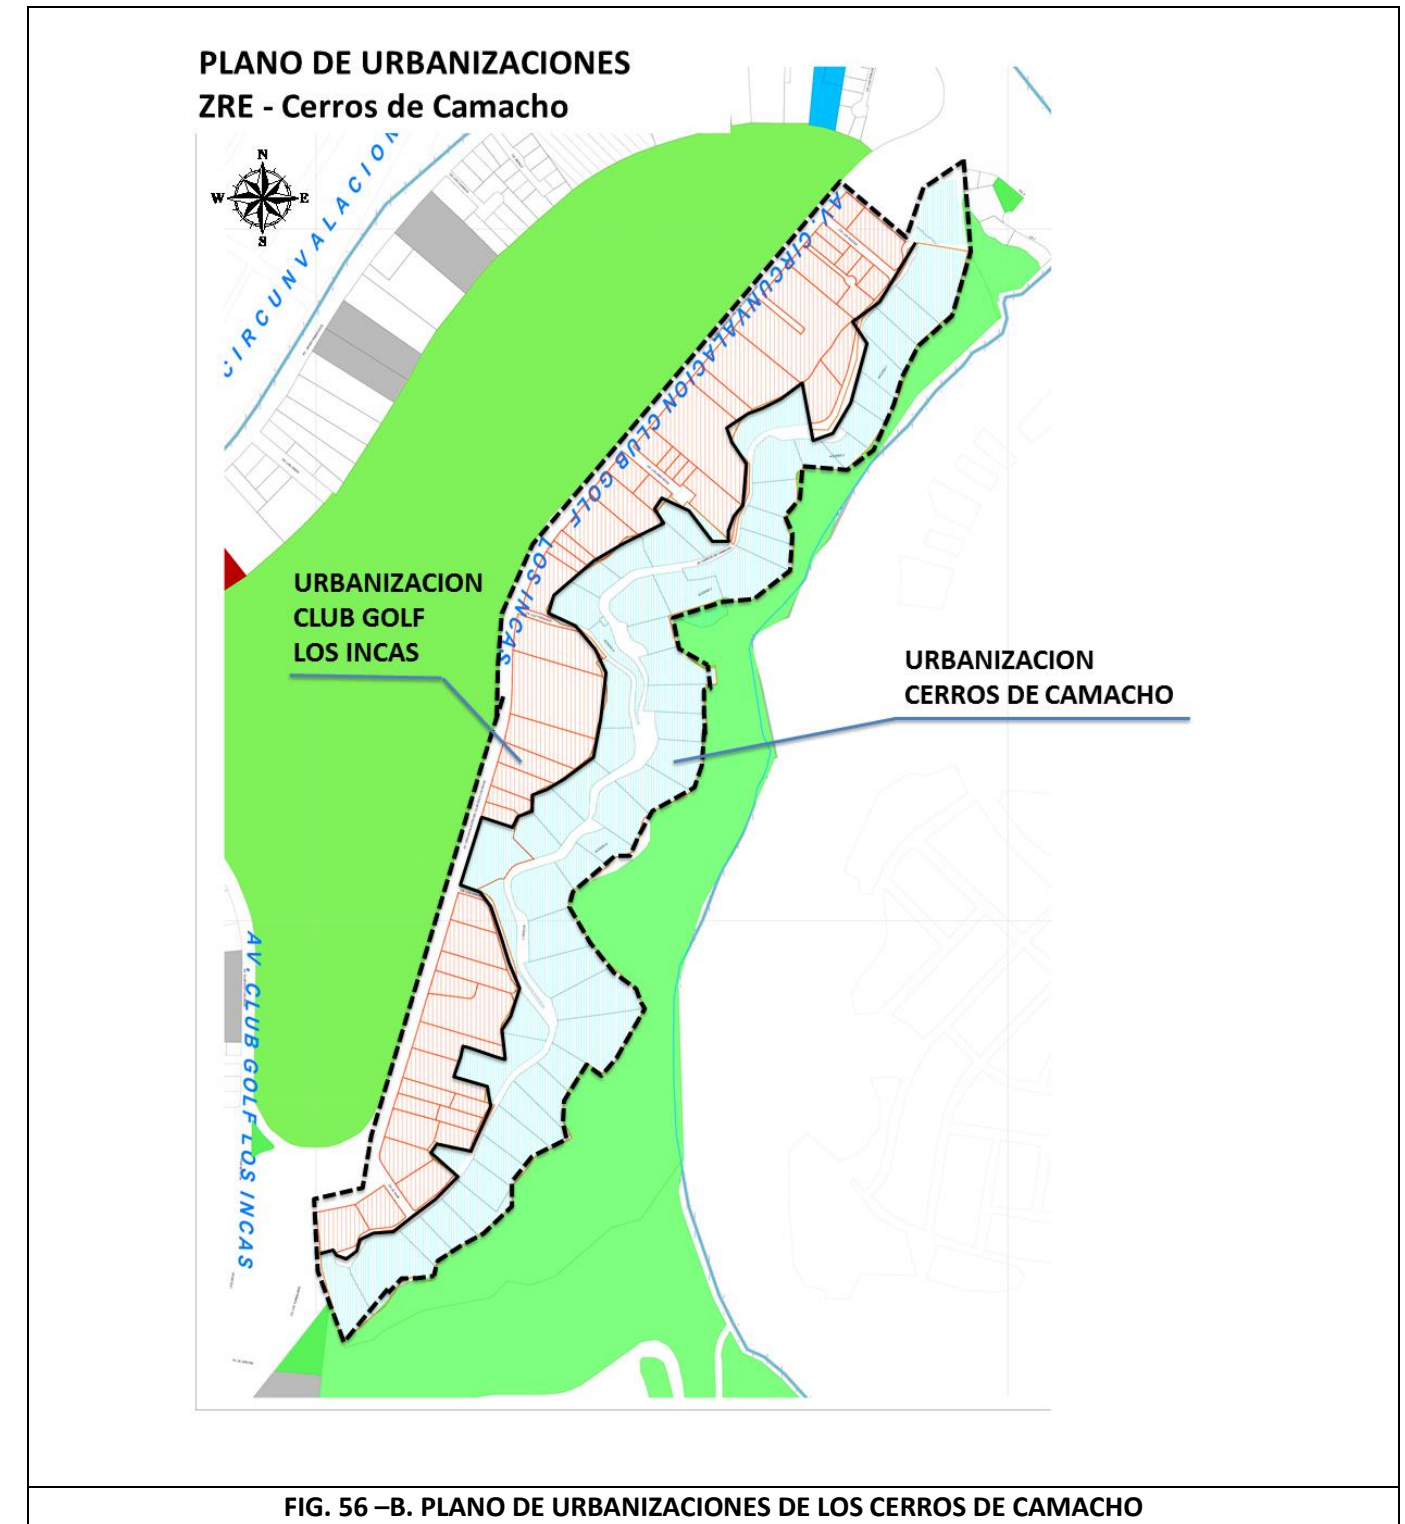 PLANO DE URBANIZACIONES
ZRE - Cerros de Camacho
N
W
E
S
CIRCUNVALACION
AV. CIRCUNVALACION CLUB GOLF LOS INCAS
URBANIZACION
CLUB GOLF
LOS INCAS
URBANIZACION
CERROS DE CAMACHO
AV. CLUB GOLF LOS INCAS
FIG. 56 –B. PLANO DE URBANIZACIONES DE LOS CERROS DE CAMACHO